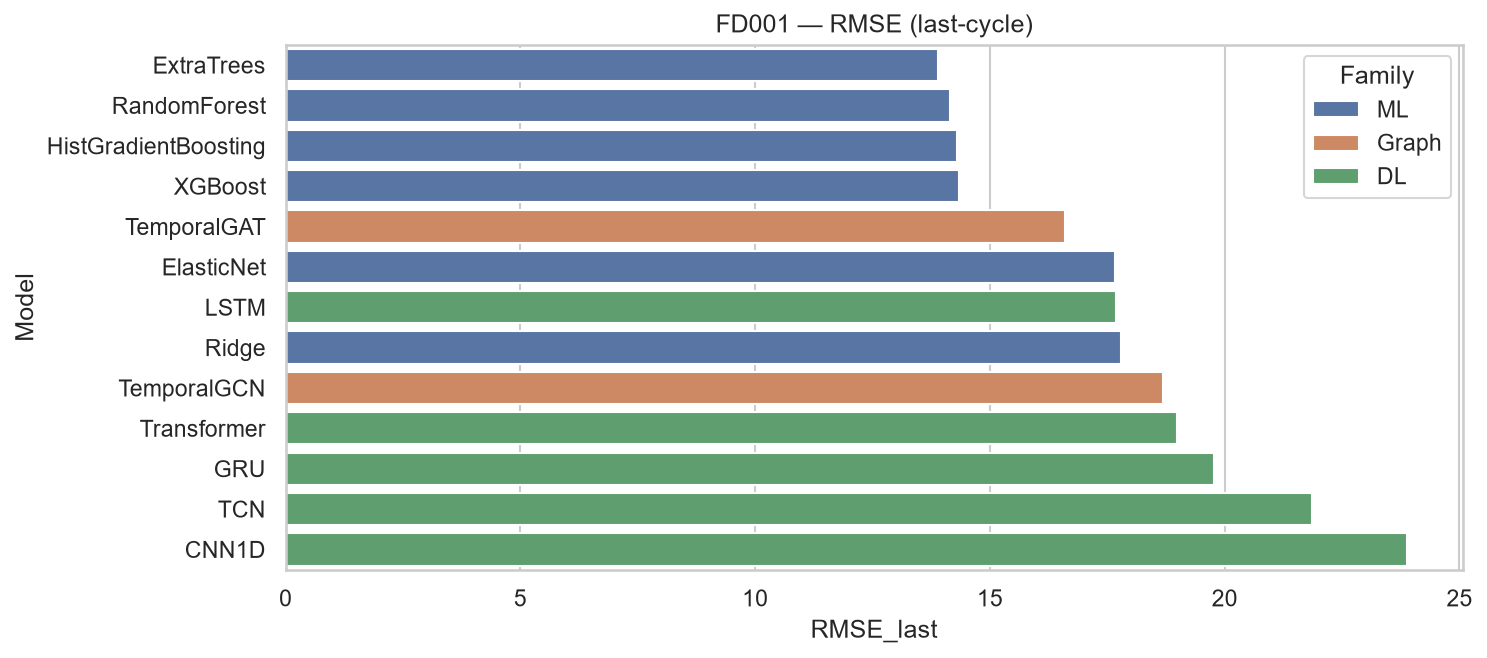 FD001 — RMSE (last-cycle)
Model
ExtraTrees
RandomForest
HistGradientBoosting
XGBoost
TemporalGAT
ElasticNet
LSTM
Ridge
TemporalGCN
Transformer
GRU
TCN
CNN1D
Family
ML
Graph
DL
0 5 10 15 20 25
RMSE_last